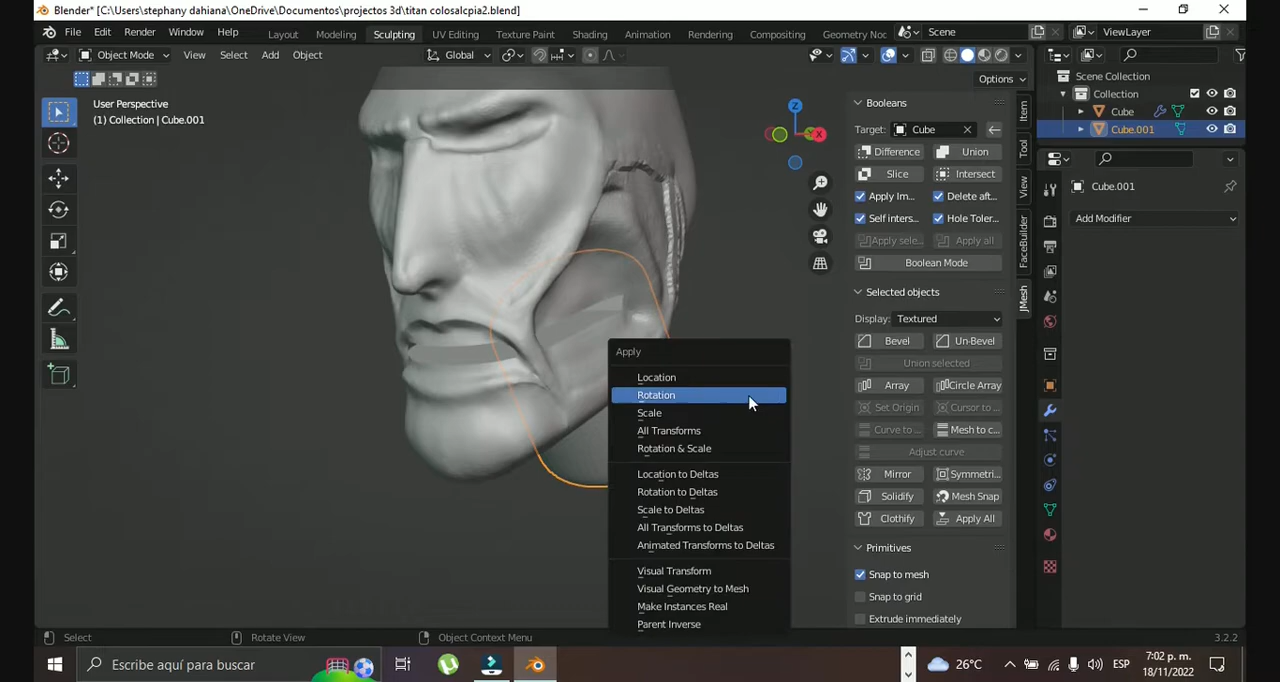 Blender* [C:\Users\stephany dahiana\OneDrive\Documentos\projectos 3d\titan colosalcpia2.blend]
File Edit Render Window Help Layout Modeling Sculpting UV Editing Texture Paint Shading Animation Rendering Compositing Geometry Noc Scene ViewLayer
Object Mode View Select Add Object Global
Options
User Perspective
(1) Collection | Cube.001
Z
X
Booleans
Target: Cube
Difference Union
Slice Intersect
Apply Im... Delete aft...
Self inters... Hole Toler...
Apply sele... Apply all
Boolean Mode
Selected objects
Display: Textured
Bevel Un-Bevel
Union selected
Array Circle Array
Set Origin Cursor to ...
Curve to ... Mesh to c...
Adjust curve
Mirror Symmetri...
Solidify Mesh Snap
Clothify Apply All
Primitives
Snap to mesh
Snap to grid
Extrude immediately
Item
Tool
View
FaceBuilder
JMesh
Scene Collection
Collection
Cube
Cube.001
Cube.001
Add Modifier
Apply
Location
Rotation
Scale
All Transforms
Rotation & Scale
Location to Deltas
Rotation to Deltas
Scale to Deltas
All Transforms to Deltas
Animated Transforms to Deltas
Visual Transform
Visual Geometry to Mesh
Make Instances Real
Parent Inverse
Select Rotate View Object Context Menu 3.2.2
Escribe aquí para buscar 26°C ESP 7:02 p. m.
18/11/2022